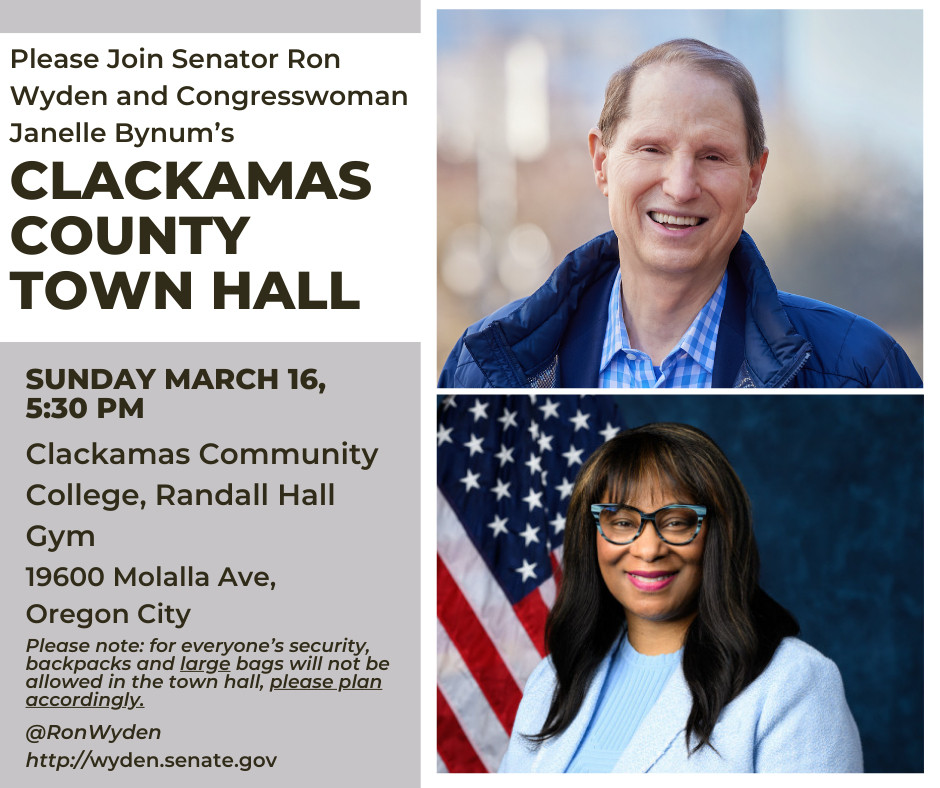 Please Join Senator Ron
Wyden and Congresswoman
Janelle Bynum’s
CLACKAMAS
COUNTY
TOWN HALL
SUNDAY MARCH 16,
5:30 PM
Clackamas Community
College, Randall Hall
Gym
19600 Molalla Ave,
Oregon City
Please note: for everyone’s security,
backpacks and large bags will not be
allowed in the town hall, please plan
accordingly.
@RonWyden
http://wyden.senate.gov